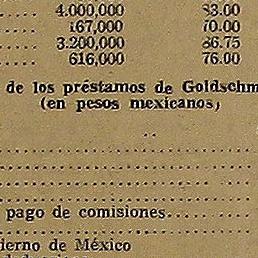 .... 4.000,000 83.00
.... 167,000 70.00
.... 3.200,000 86.75
.... 616,000 76.00
de los préstamos de Goldschm
(en pesos mexicanos)
pago de comisiones
ierno de México